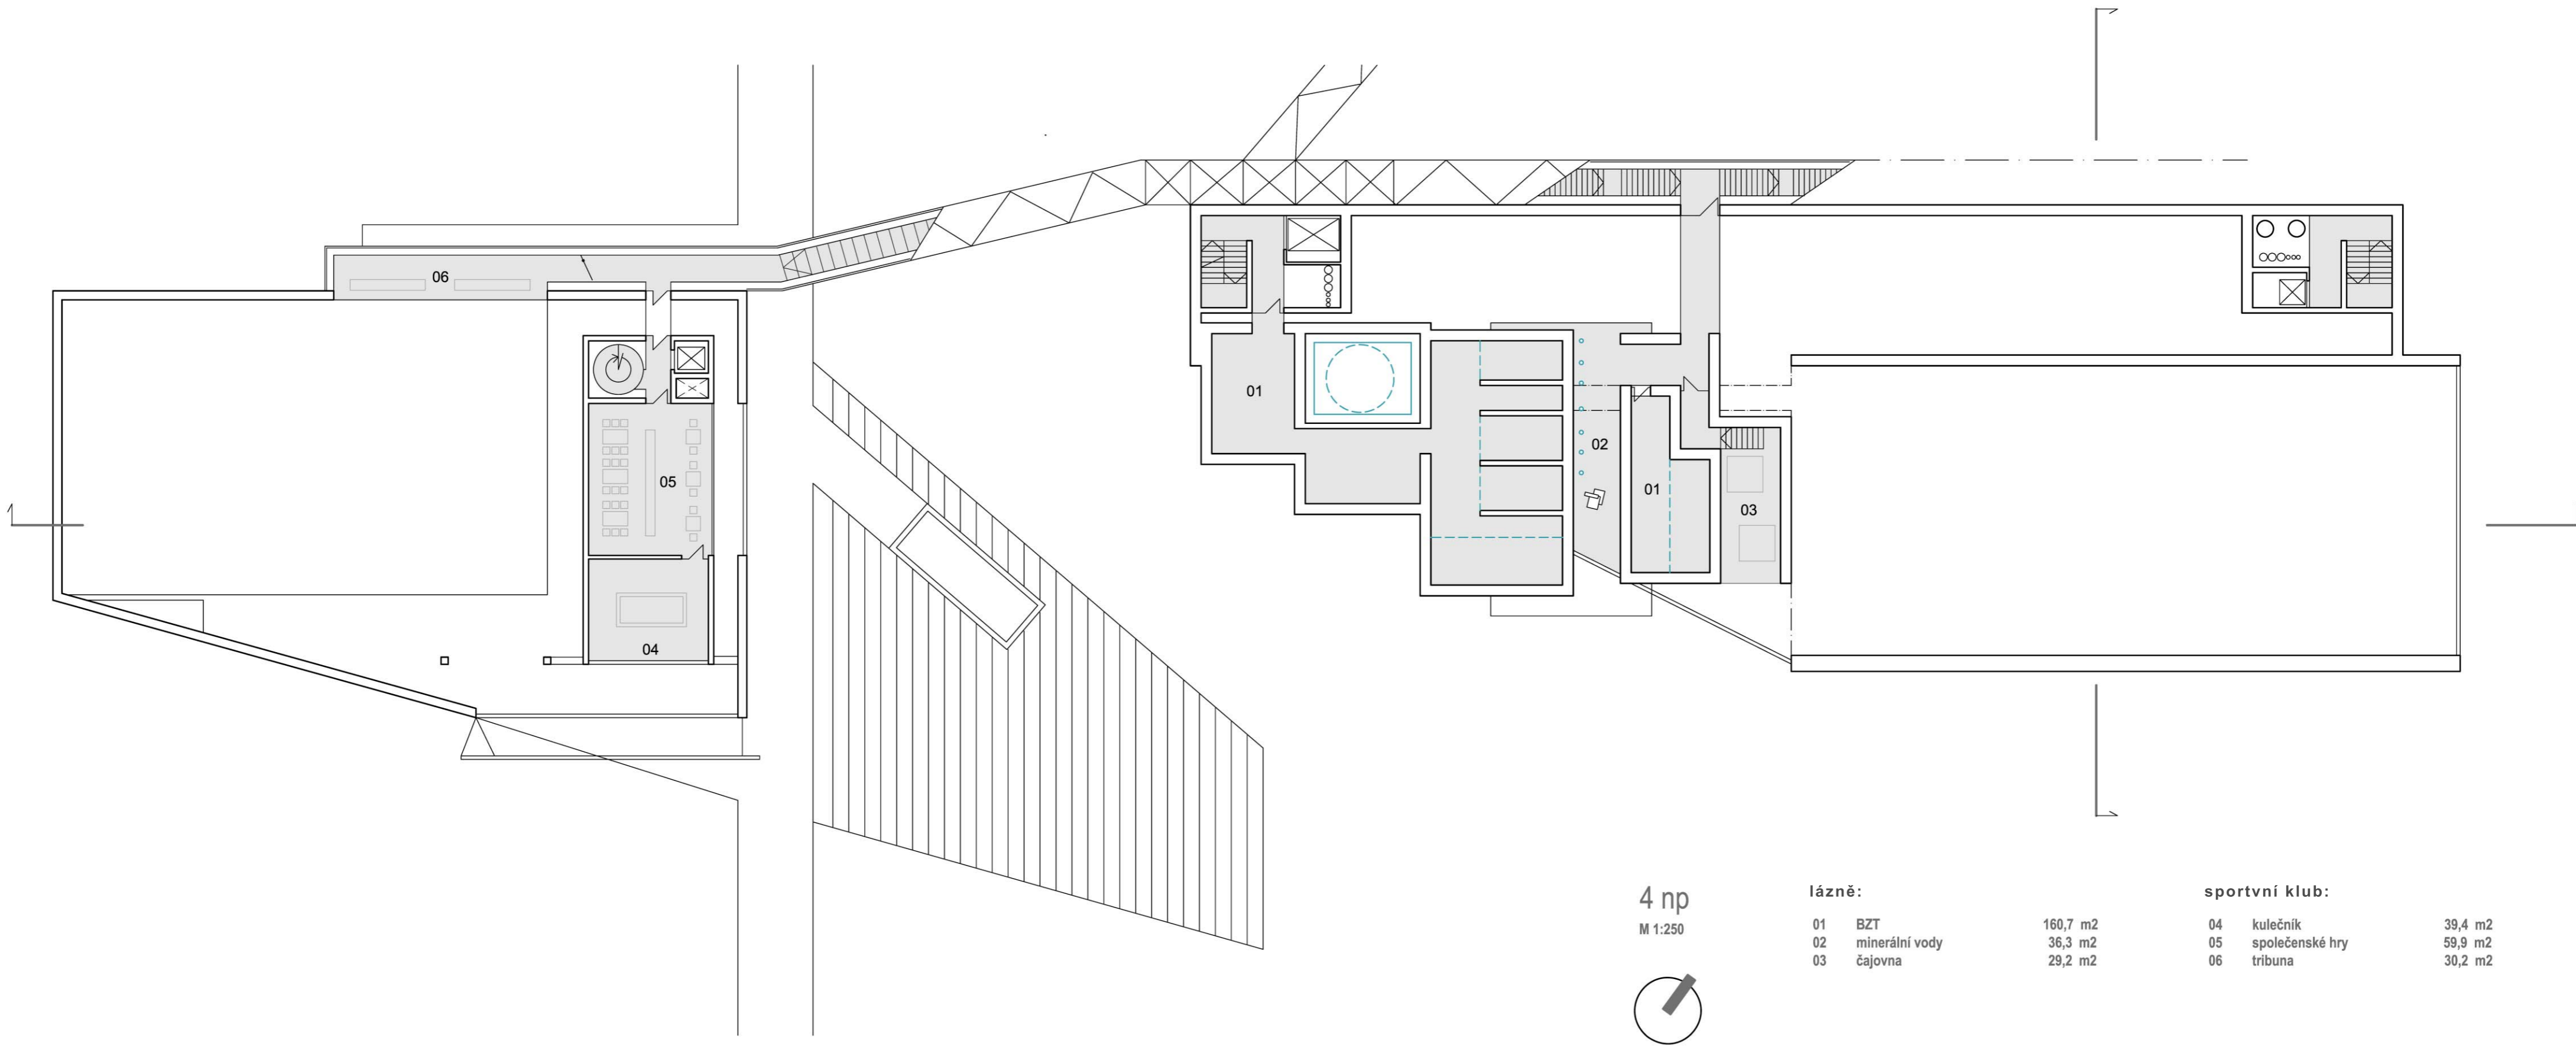 06
01
05
02
01
03
04
4 np
M 1:250
lázně:
01 BZT 160,7 m2
02 minerální vody 36,3 m2
03 čajovna 29,2 m2
sportvní klub:
04 kulečník 39,4 m2
05 společenské hry 59,9 m2
06 tribuna 30,2 m2